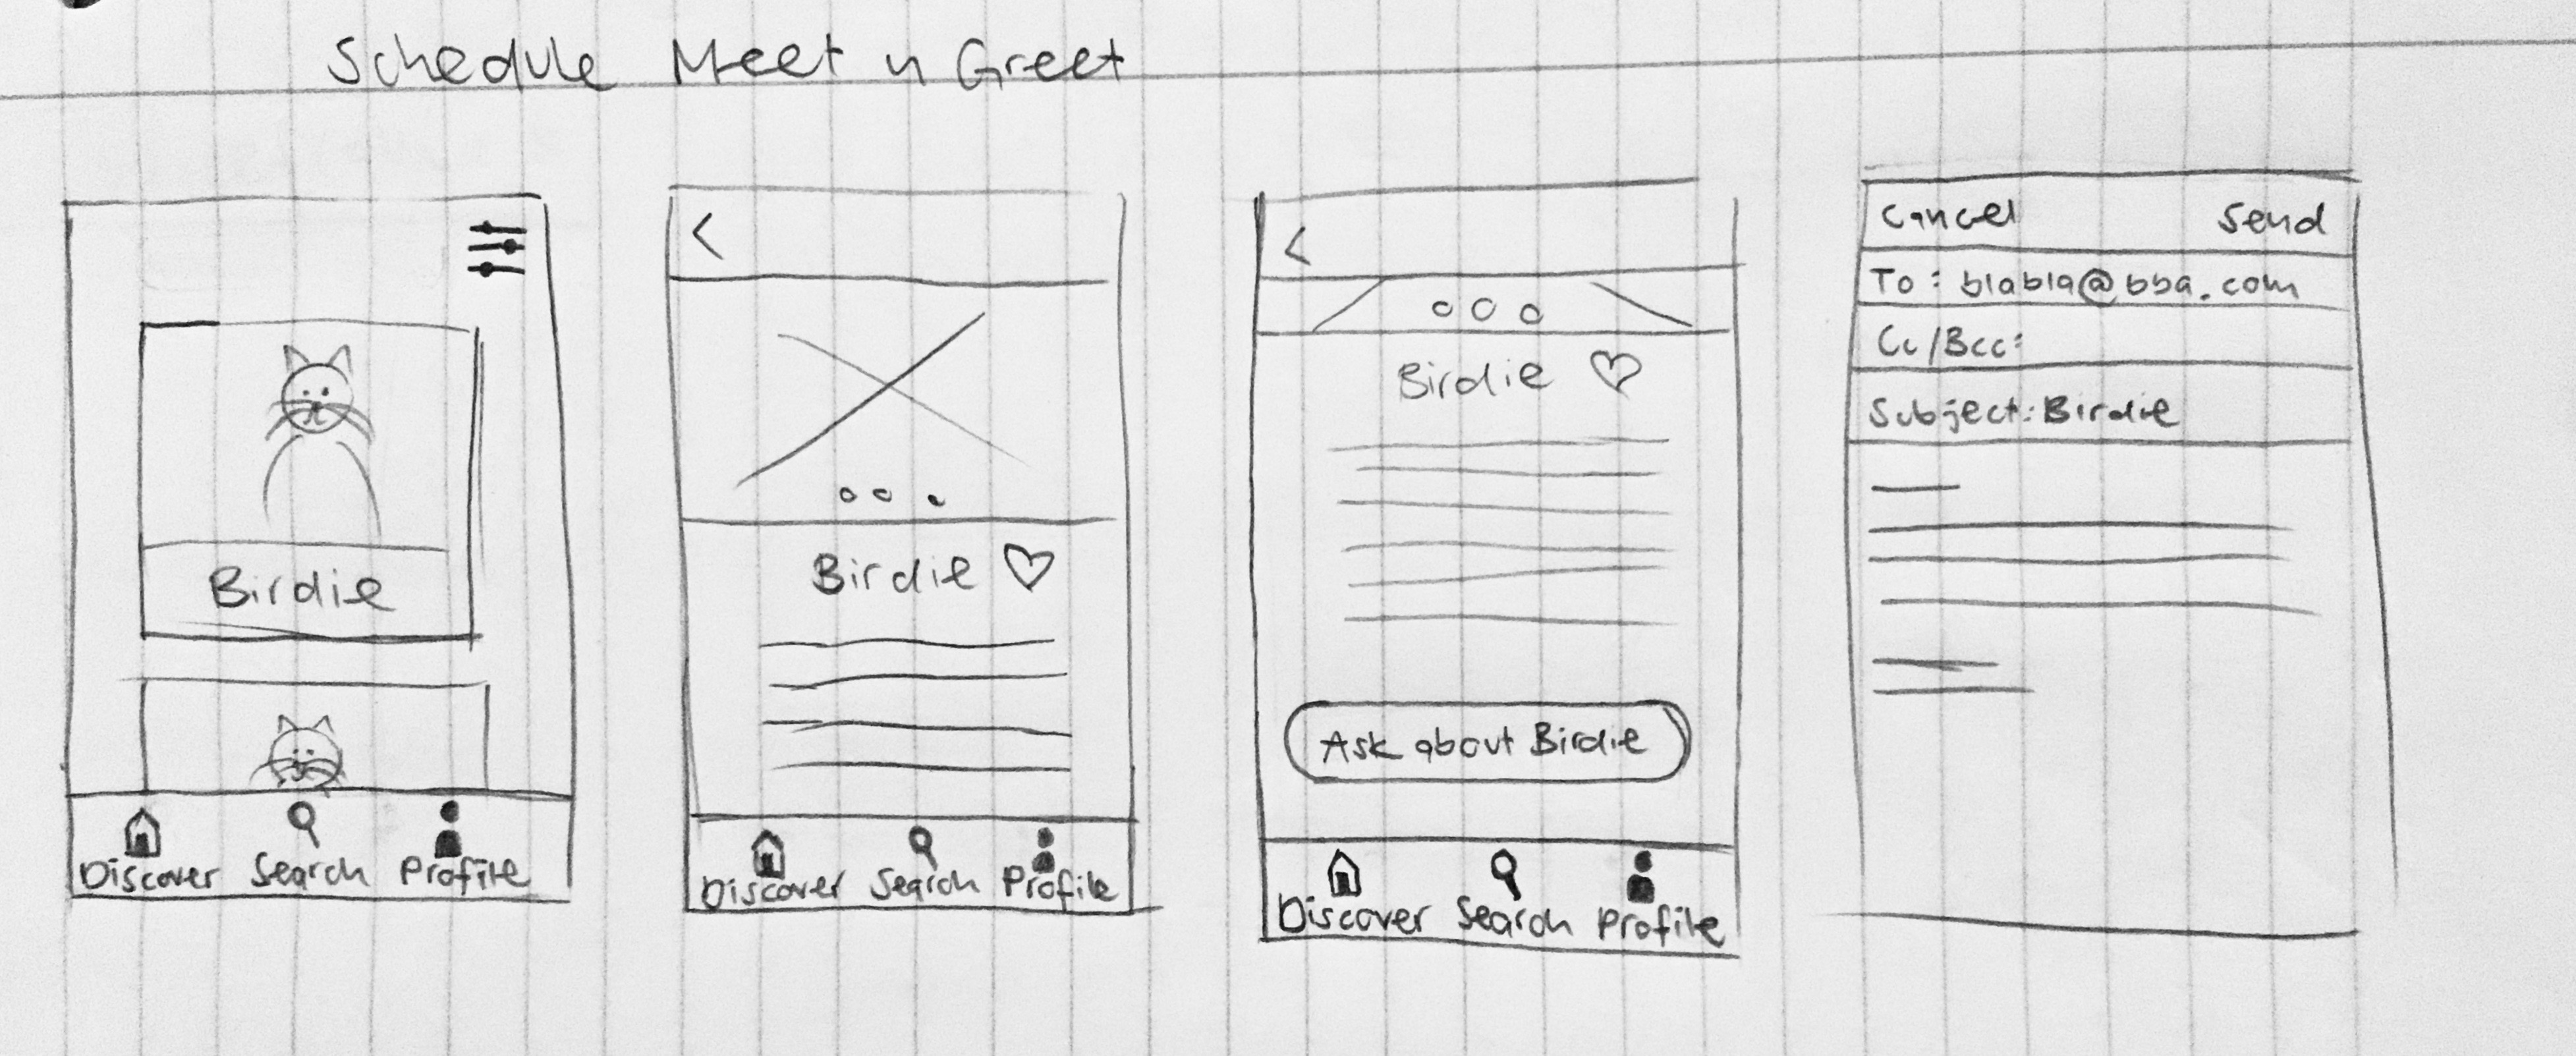 Schedule Meet n Greet
Birdie
Discover Search Profile
Birdie
Discover Search Profile
Birdie
Ask about Birdie
Discover Search Profile
Cancel Send
To: blabla@bba.com
Cc/Bcc:
Subject: Birdie